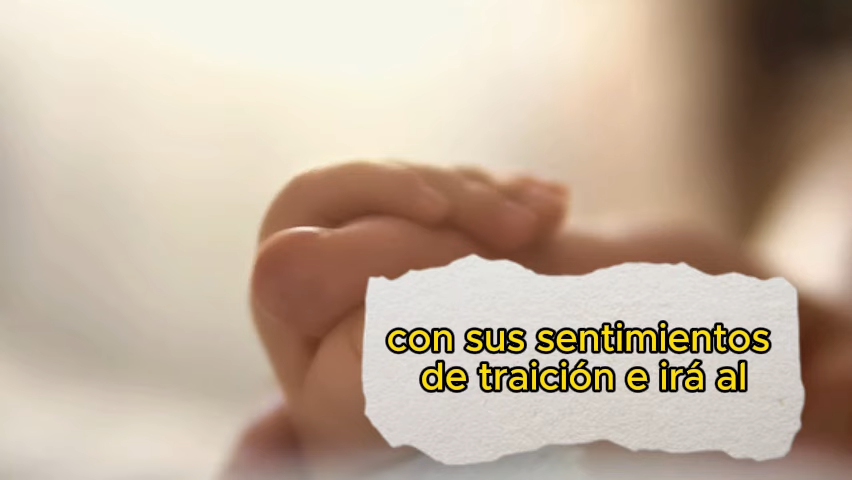 con sus sentimientos
de traición e irá al